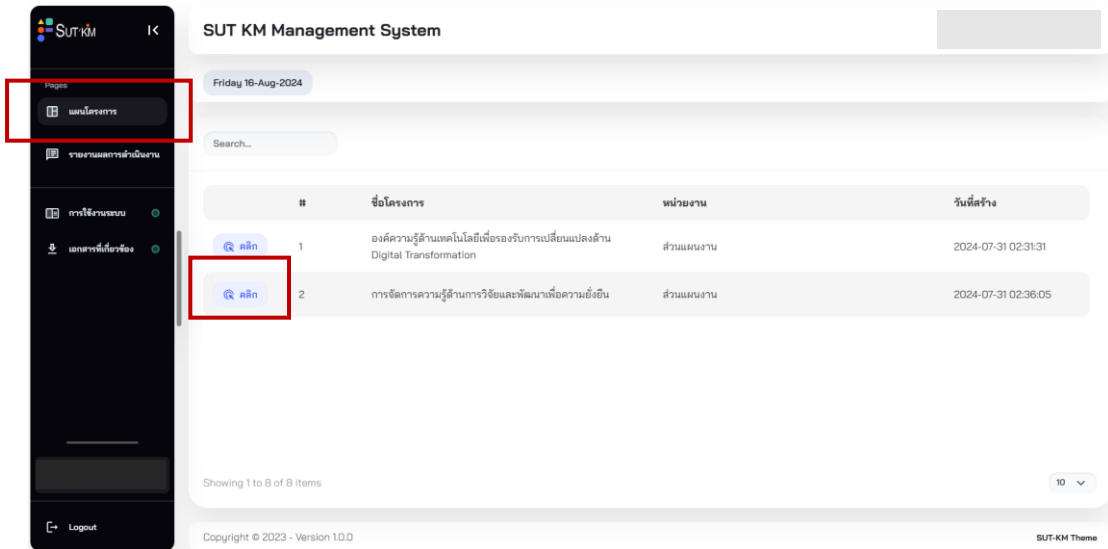 SUT KM
SUT KM Management System
Pages
แผนโครงการ
รายงานผลการดำเนินงาน
การใช้งานระบบ
เอกสารที่เกี่ยวข้อง
Logout
Friday 16-Aug-2024
Search...
# ชื่อโครงการ หน่วยงาน วันที่สร้าง
คลิก 1 องค์ความรู้ด้านเทคโนโลยีเพื่อรองรับการเปลี่ยนแปลงด้าน ส่วนแผนงาน 2024-07-31 02:31:31
Digital Transformation
คลิก 2 การจัดการความรู้ด้านการวิจัยและพัฒนาเพื่อความยั่งยืน ส่วนแผนงาน 2024-07-31 02:36:05
Showing 1 to 8 of 8 items
10
Copyright © 2023 - Version 1.0.0
SUT-KM Theme